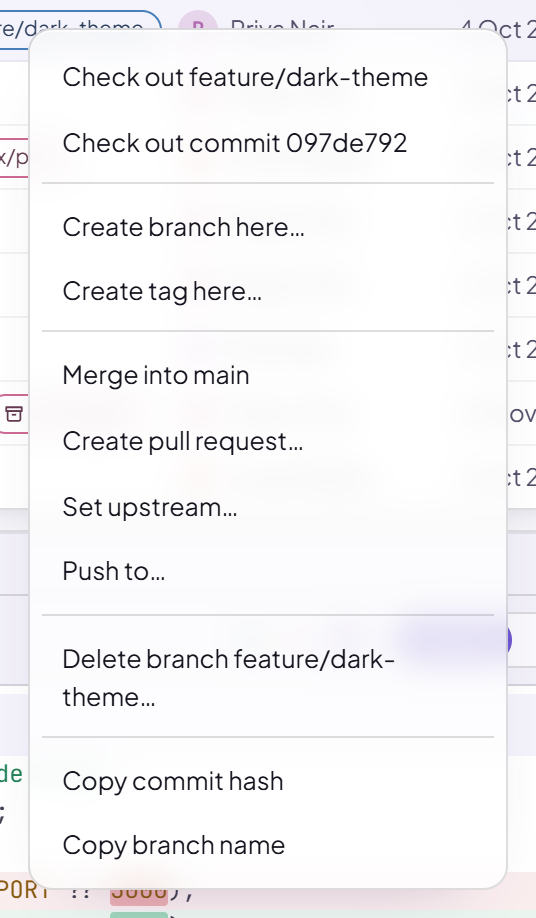 Check out feature/dark-theme
Check out commit 097de792
Create branch here...
Create tag here...
Merge into main
Create pull request...
Set upstream...
Push to...
Delete branch feature/dark-
theme...
Copy commit hash
Copy branch name